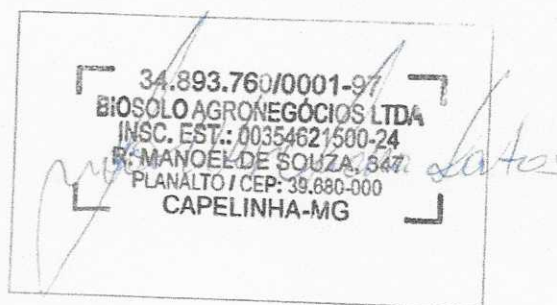 34.893.760/0001-97
BIOSOLO AGRONEGÓCIOS LTDA
INSC. EST.: 00354621500-24
R: MANOEL DE SOUZA, 347
PLANALTO / CEP: 39.680-000
CAPELINHA-MG
Santos